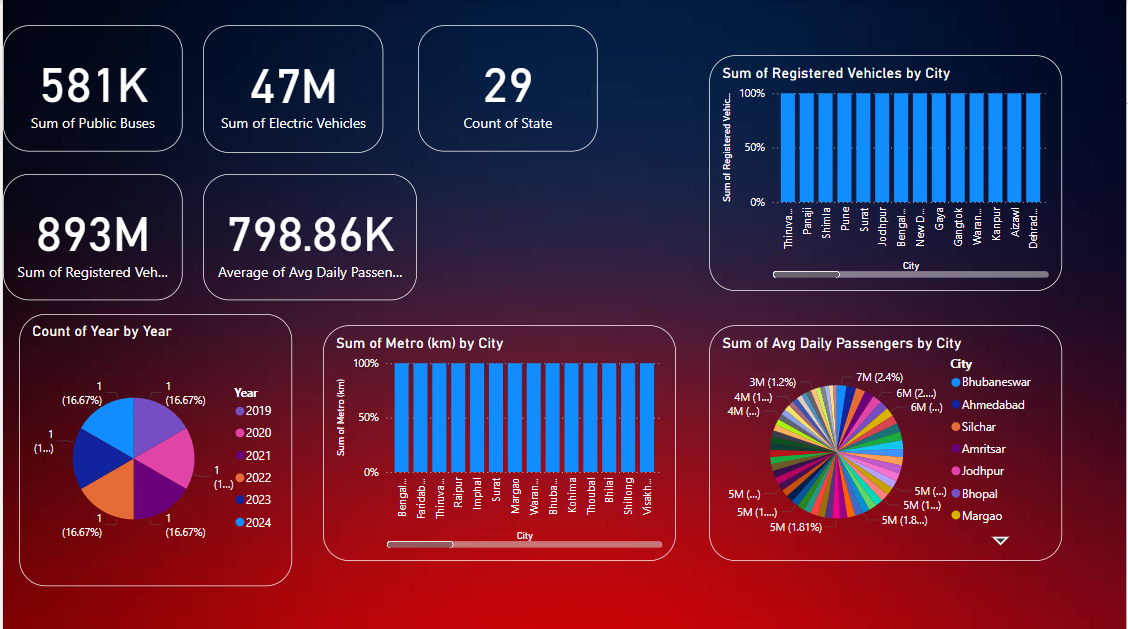 581K
Sum of Public Buses
47M
Sum of Electric Vehicles
29
Count of State
893M
Sum of Registered Veh...
798.86K
Average of Avg Daily Passen...
Sum of Registered Vehicles by City
Sum of Registered Vehic...
100%
50%
0%
Thiruva...
Panaji
Shimla
Pune
Surat
Jodhpur
Bengal...
New D...
Gaya
Gangtok
Waran...
Kanpur
Aizawl
Dehrad...
City
Count of Year by Year
1
(16.67%)
1
(16.67%)
1
(1...)
1
(1...)
1
(16.67%)
1
(16.67%)
Year
2019
2020
2021
2022
2023
2024
Sum of Metro (km) by City
Sum of Metro (km)
100%
50%
0%
Bengal...
Faridab...
Thiruva...
Raipur
Imphal
Surat
Margao
Waran...
Bhuba...
Kohima
Thoubal
Bhilai
Shillong
Visakh...
City
Sum of Avg Daily Passengers by City
3M (1.2%)
4M (1...)
4M (...)
7M (2.4%)
6M (2....)
6M (...)
5M (...)
5M (1....)
5M (1.81%)
5M (...)
5M (1...)
5M (1.8...)
City
Bhubaneswar
Ahmedabad
Silchar
Amritsar
Jodhpur
Bhopal
Margao